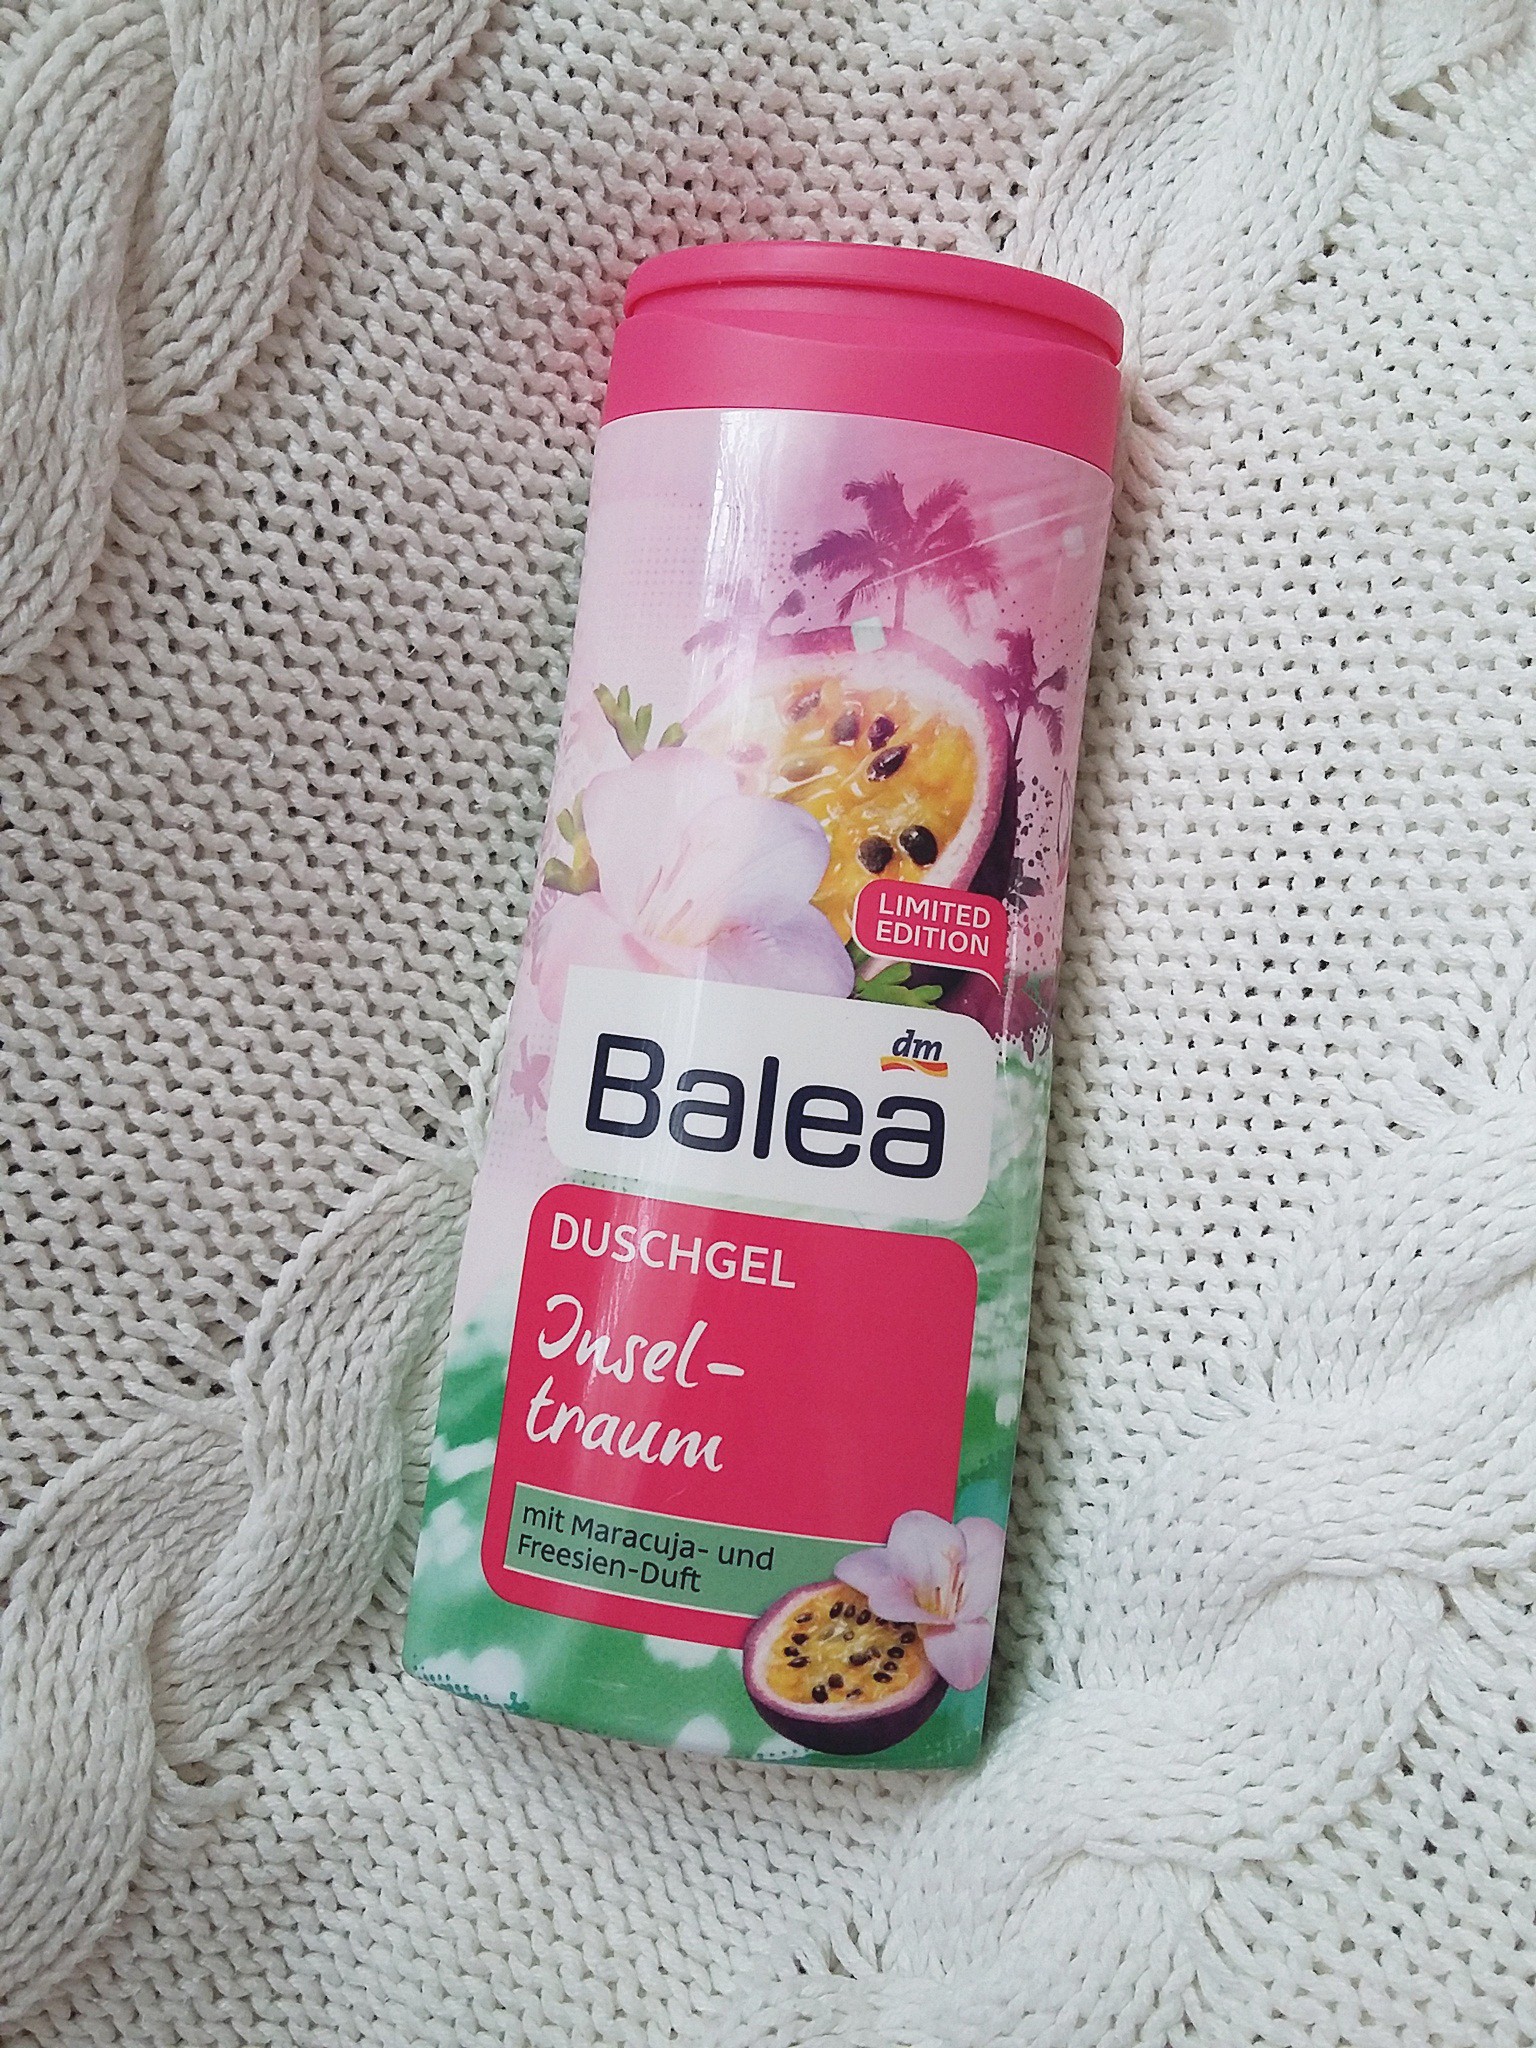 LIMITED
EDITION
dm
Balea
DUSCHGEL
Insel-
traum
mit Maracuja- und
Freesien-Duft